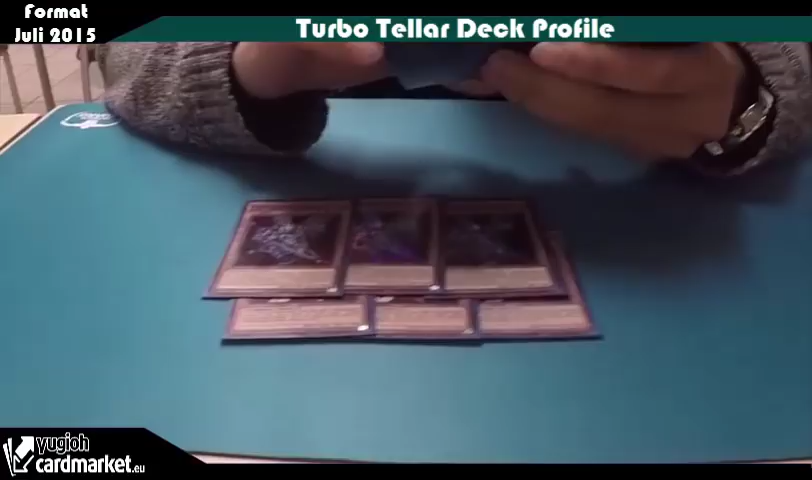 Format
Juli 2015
Turbo Tellar Deck Profile
yugioh
cardmarket.eu